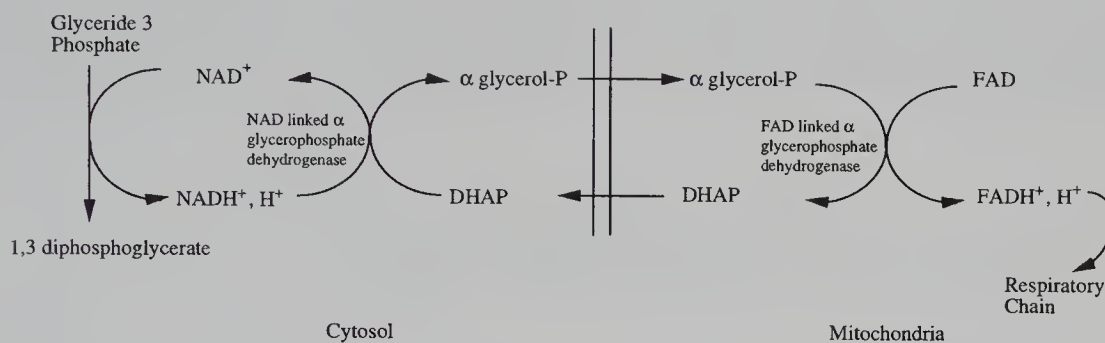 Glyceride 3
Phosphate
NAD⁺
α glycerol-P
α glycerol-P
FAD
NAD linked α
glycerophosphate
dehydrogenase
FAD linked α
glycerophosphate
dehydrogenase
NADH⁺, H⁺
DHAP
DHAP
FADH⁺, H⁺
1,3 diphosphoglycerate
Respiratory
Chain
Cytosol
Mitochondria